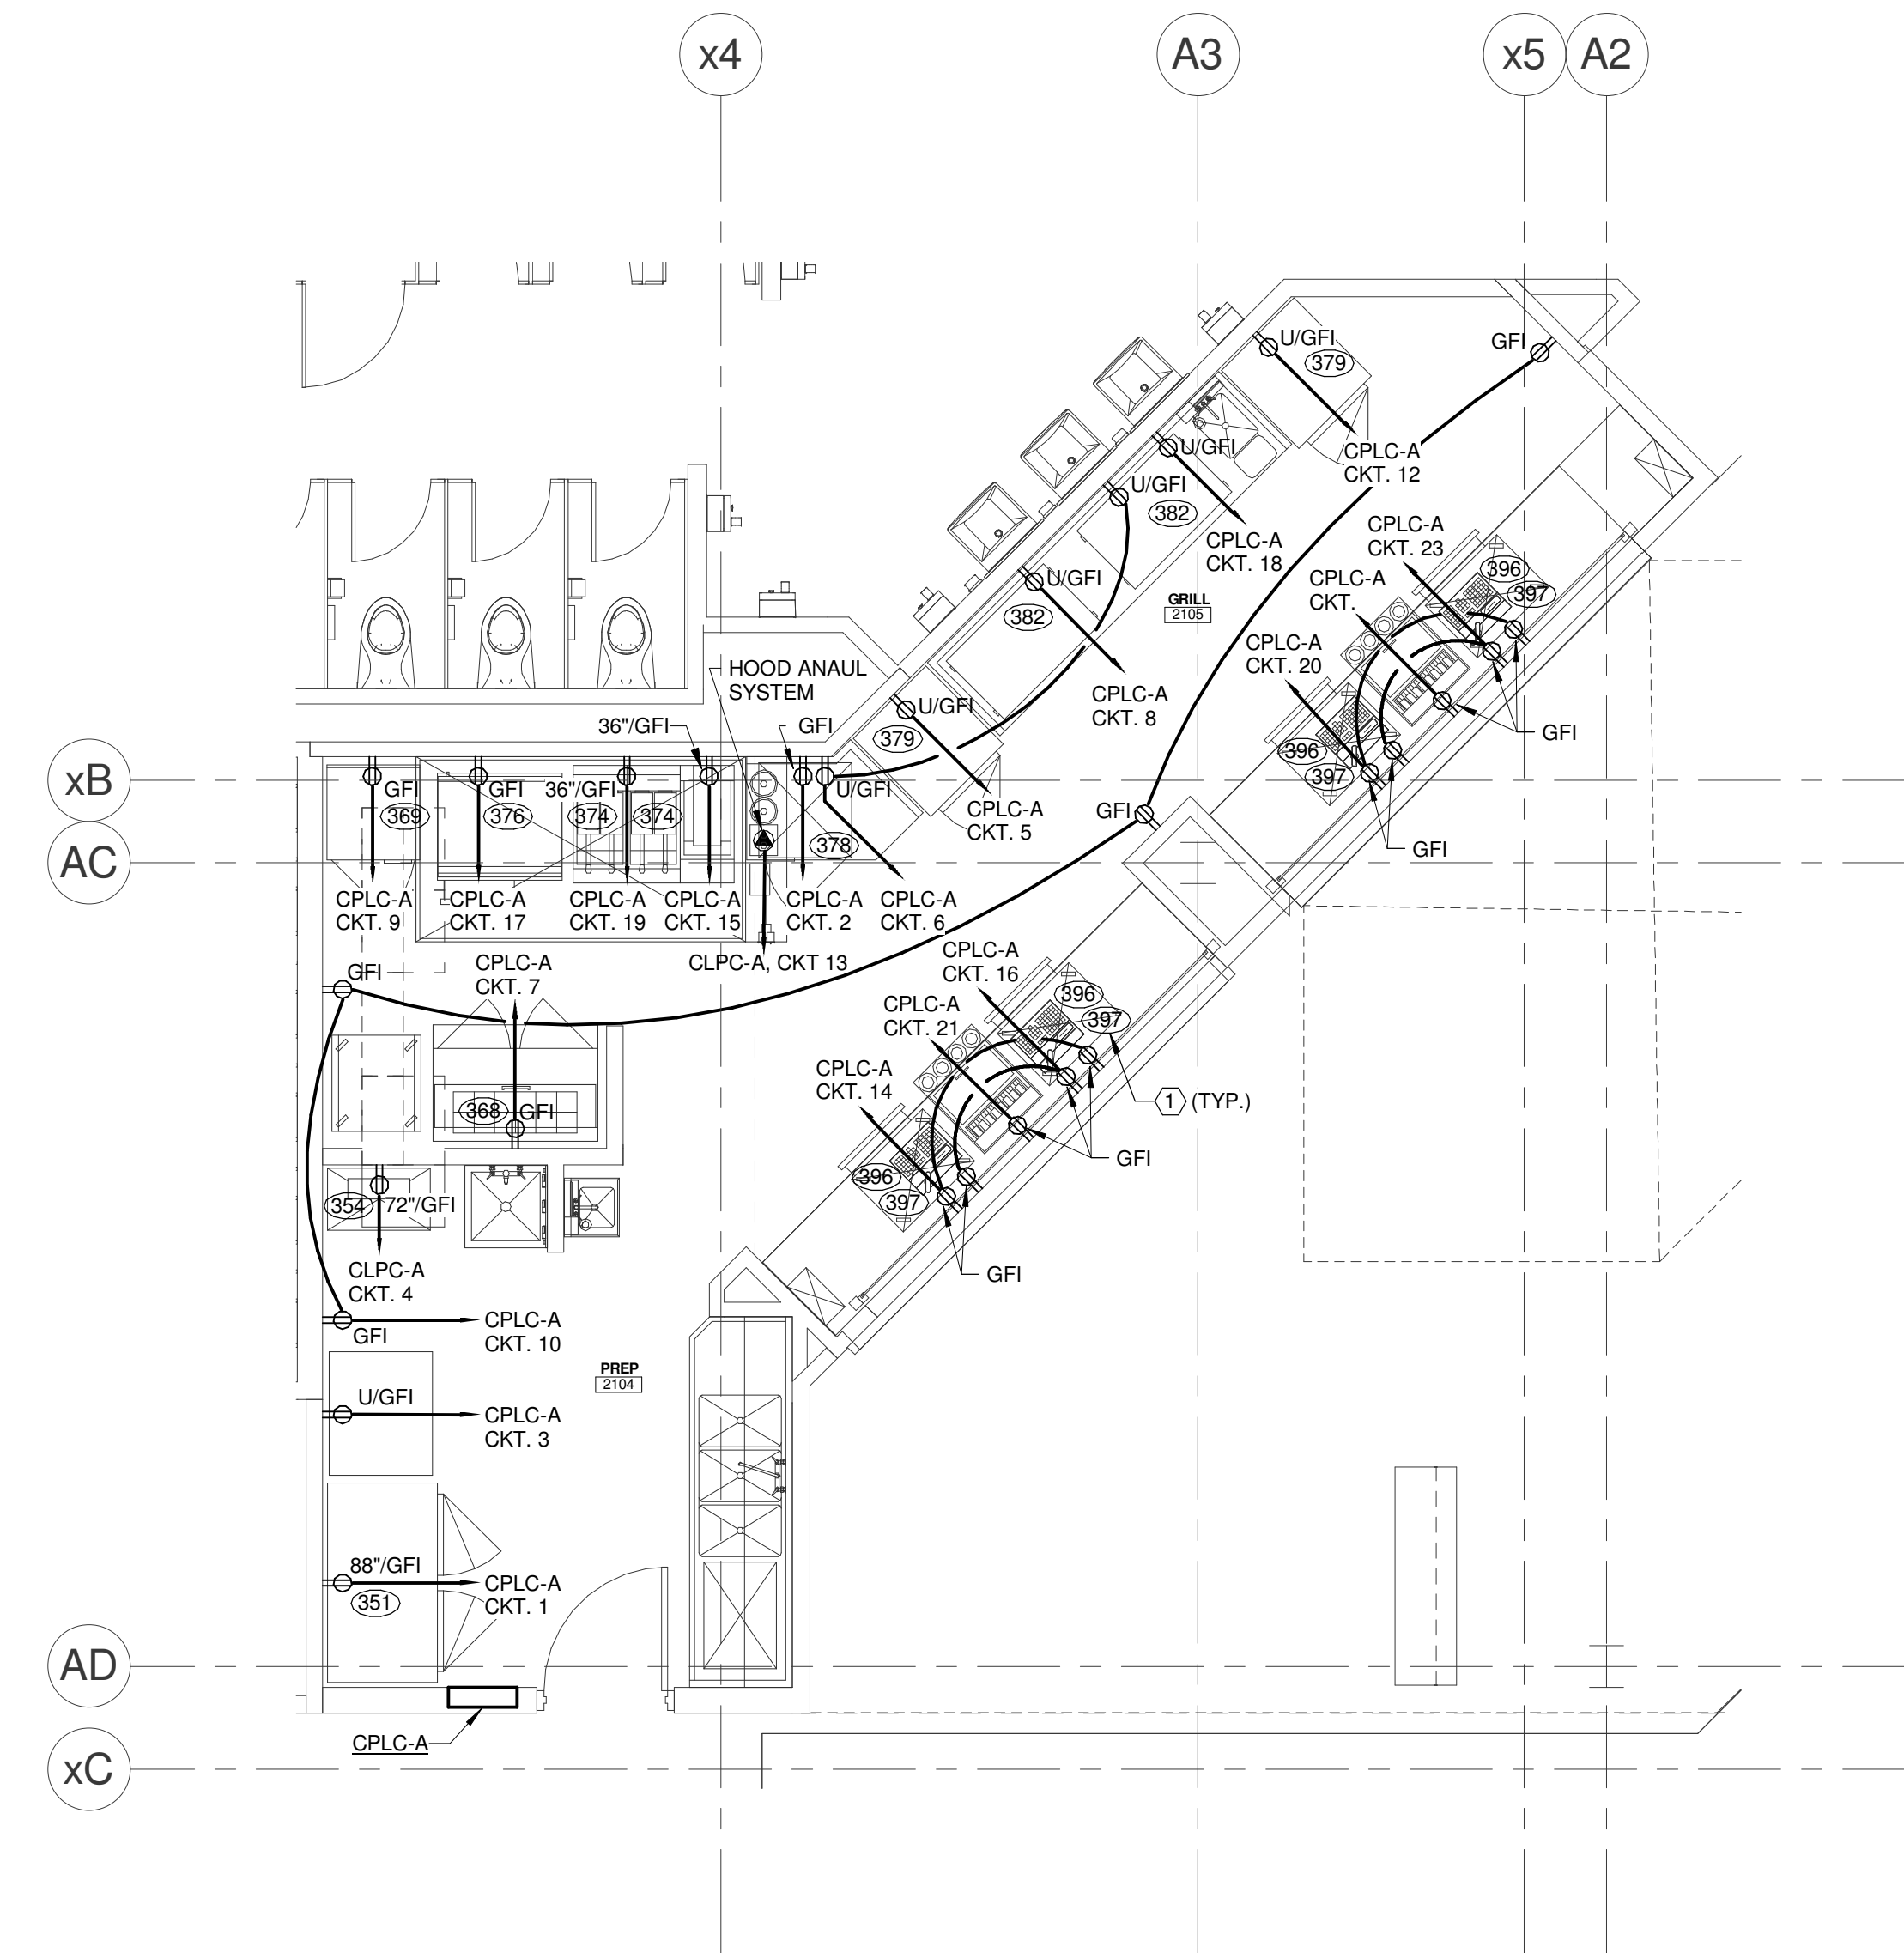 x4
A3
x5
A2
U/GFI
379
GFI
U/GFI
CPLC-A
CKT. 12
U/GFI
382
CPLC-A
CKT. 18
CPLC-A
CKT. 23
396
397
U/GFI
382
GRILL
2105
CPLC-A
CKT.
CPLC-A
CKT. 20
HOOD ANAUL
SYSTEM
CPLC-A
CKT. 8
U/GFI
379
36"/GFI
GFI
GFI
396
397
GFI
xB
GFI
369
376
36"/GFI
374
374
U/GFI
378
CPLC-A
CKT. 5
GFI
AC
CPLC-A
CKT. 9
CPLC-A
CKT. 17
CPLC-A
CKT. 19
CPLC-A
CKT. 15
CPLC-A
CKT. 2
CPLC-A
CKT. 6
CLPC-A, CKT 13
GFI
CPLC-A
CKT. 7
CPLC-A
CKT. 16
396
397
CPLC-A
CKT. 21
CPLC-A
CKT. 14
1 (TYP.)
368
GFI
GFI
396
397
354
72"/GFI
GFI
CLPC-A
CKT. 4
CPLC-A
CKT. 10
GFI
PREP
2104
U/GFI
CPLC-A
CKT. 3
88"/GFI
351
CPLC-A
CKT. 1
AD
CPLC-A
xC